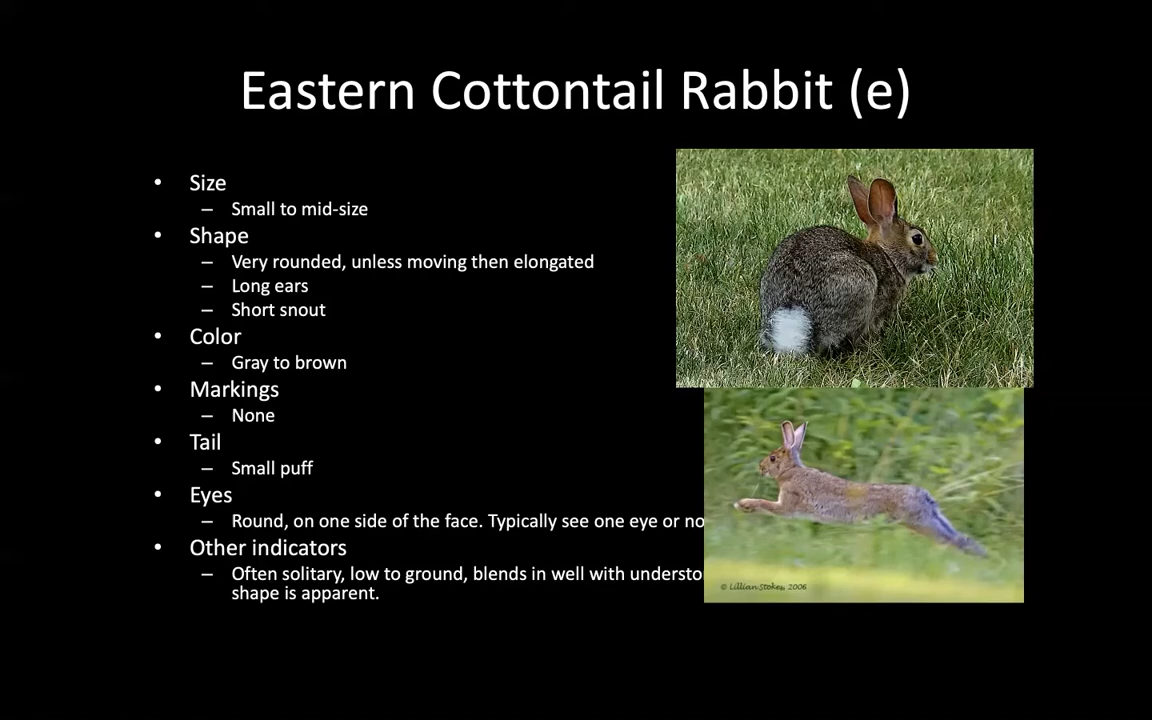 Eastern Cottontail Rabbit (e)
• Size
– Small to mid-size
• Shape
– Very rounded, unless moving then elongated
– Long ears
– Short snout
• Color
– Gray to brown
• Markings
– None
• Tail
– Small puff
• Eyes
– Round, on one side of the face. Typically see one eye or no
• Other indicators
– Often solitary, low to ground, blends in well with understo
shape is apparent.
© Lillian Stokes, 2006